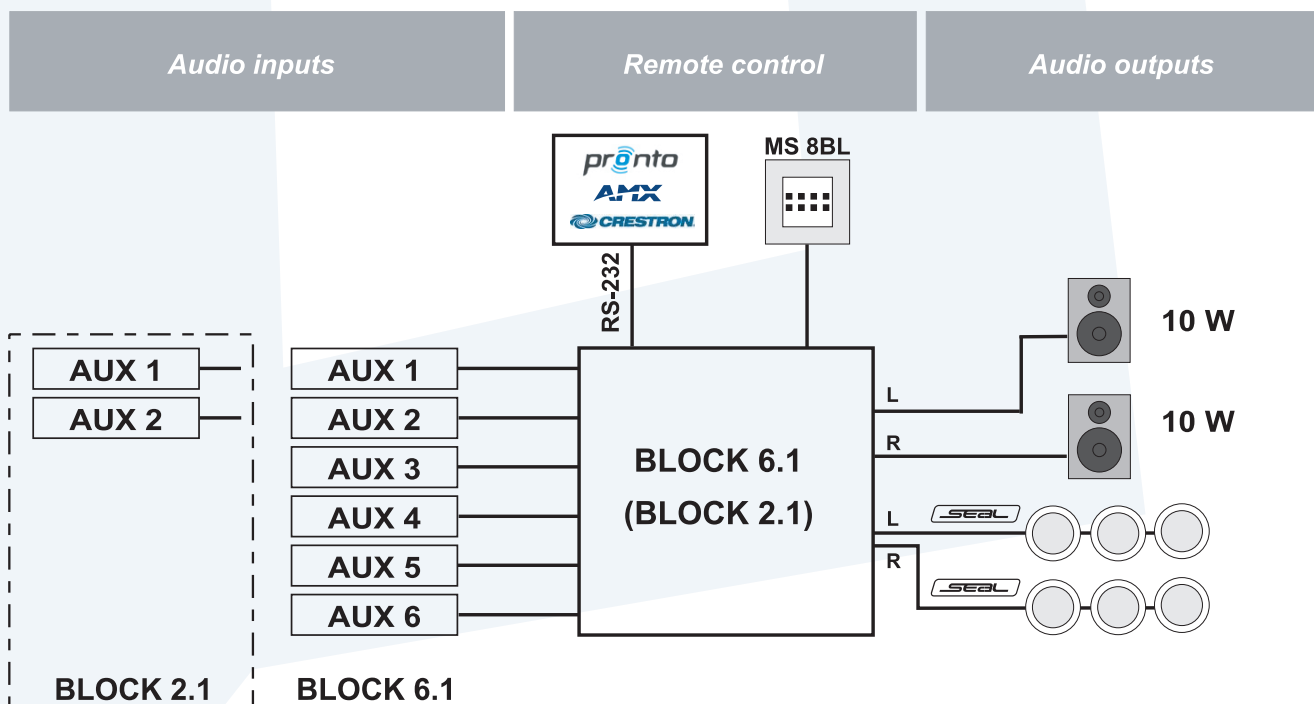 Audio inputs
Remote control
Audio outputs
pronto
AMX
CRESTRON
MS 8BL
RS-232
AUX 1
AUX 2
BLOCK 2.1
AUX 1
AUX 2
AUX 3
AUX 4
AUX 5
AUX 6
BLOCK 6.1
BLOCK 6.1
(BLOCK 2.1)
L
R
10 W
10 W
L
SEAL
R
SEAL